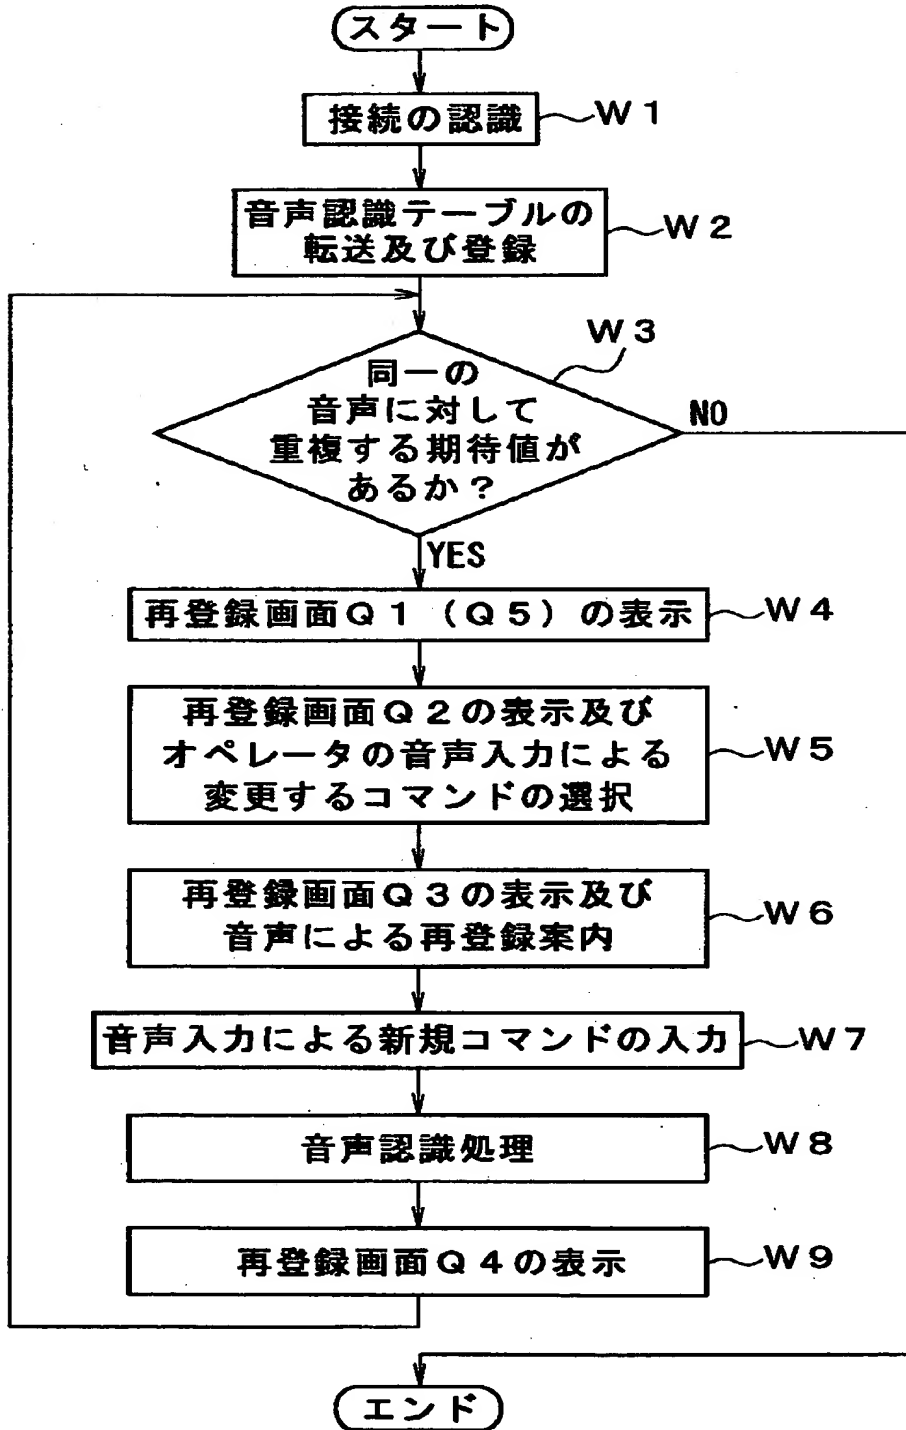 スタート
接続の認識
W1
音声認識テーブルの
転送及び登録
W2
W3
同一の
音声に対して
重複する期待値が
あるか？
NO
YES
再登録画面Q1（Q5）の表示
W4
再登録画面Q2の表示及び
オペレータの音声入力による
変更するコマンドの選択
W5
再登録画面Q3の表示及び
音声による再登録案内
W6
音声入力による新規コマンドの入力
W7
音声認識処理
W8
再登録画面Q4の表示
W9
エンド